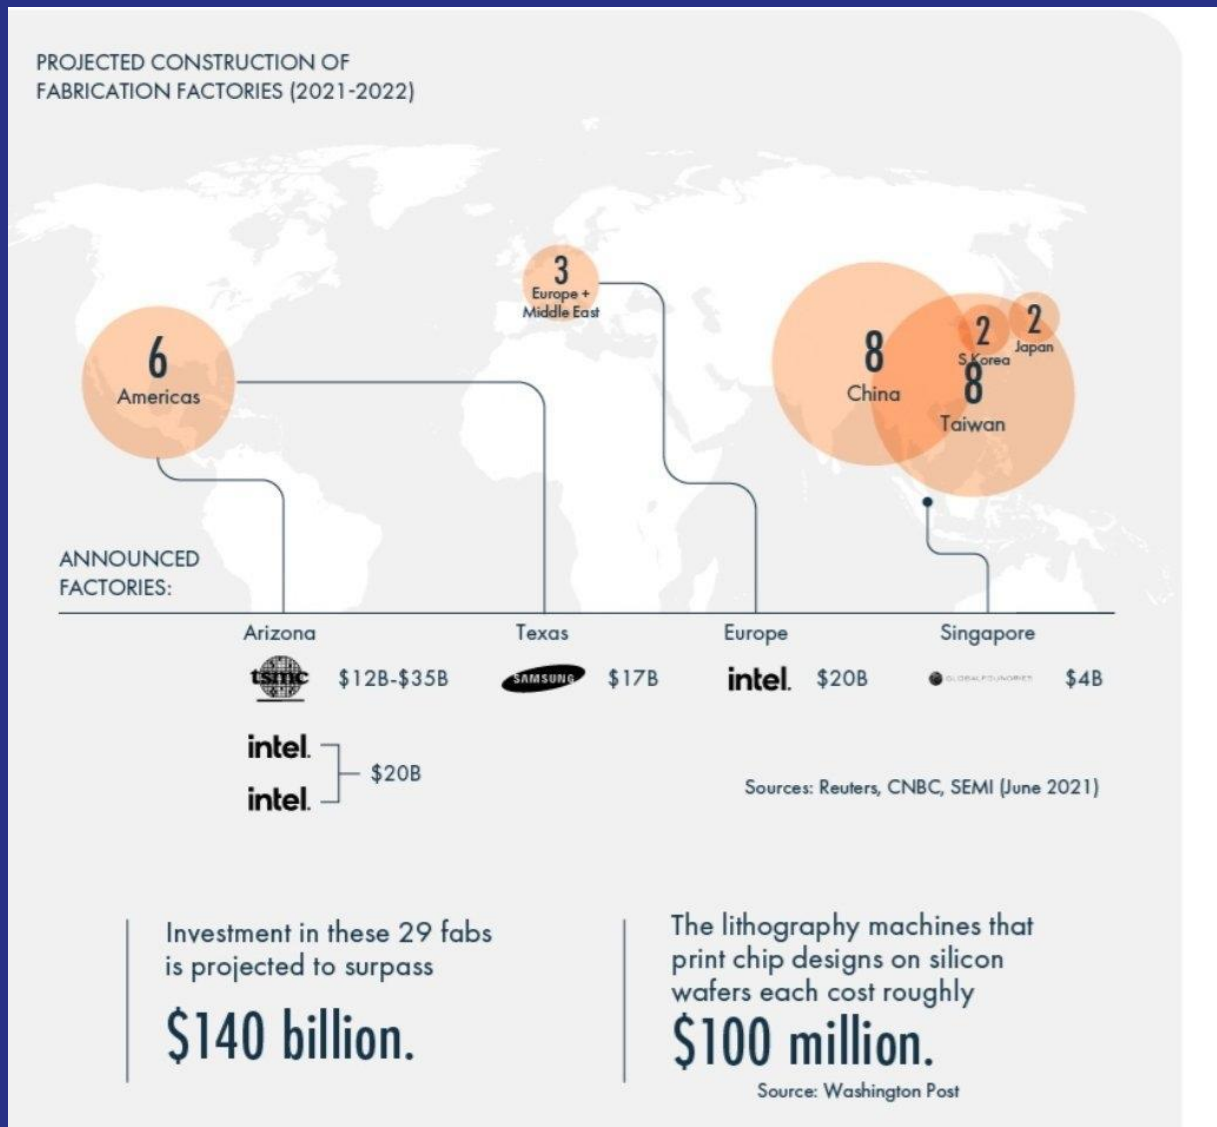 PROJECTED CONSTRUCTION OF
FABRICATION FACTORIES (2021-2022)
3
Europe +
Middle East
6
Americas
8
China
2
S.Korea
2
Japan
8
Taiwan
ANNOUNCED
FACTORIES:
Arizona
Texas
Europe
Singapore
tsmc
$12B-$35B
SAMSUNG
$17B
intel.
$20B
GLOBALFOUNDRIES
$4B
intel.
intel.
$20B
Sources: Reuters, CNBC, SEMI (June 2021)
Investment in these 29 fabs
is projected to surpass
$140 billion.
The lithography machines that
print chip designs on silicon
wafers each cost roughly
$100 million.
Source: Washington Post